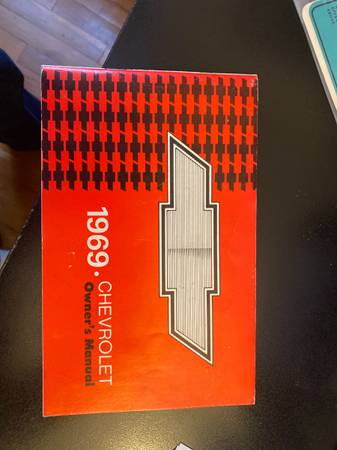 1969 • CHEVROLET
Owner's Manual